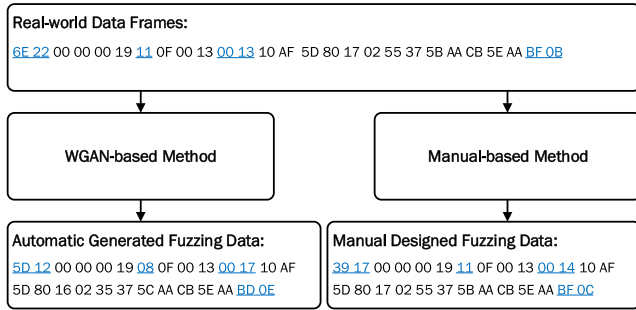 Real-world Data Frames:
6E 22 00 00 00 19 11 0F 00 13 00 13 10 AF 5D 80 17 02 55 37 5B AA CB 5E AA BF 0B
WGAN-based Method
Manual-based Method
Automatic Generated Fuzzing Data:
5D 12 00 00 00 19 08 0F 00 13 00 17 10 AF
5D 80 16 02 35 37 5C AA CB 5E AA BD 0E
Manual Designed Fuzzing Data:
39 17 00 00 00 19 11 0F 00 13 00 14 10 AF
5D 80 17 02 55 37 5B AA CB 5E AA BF 0C